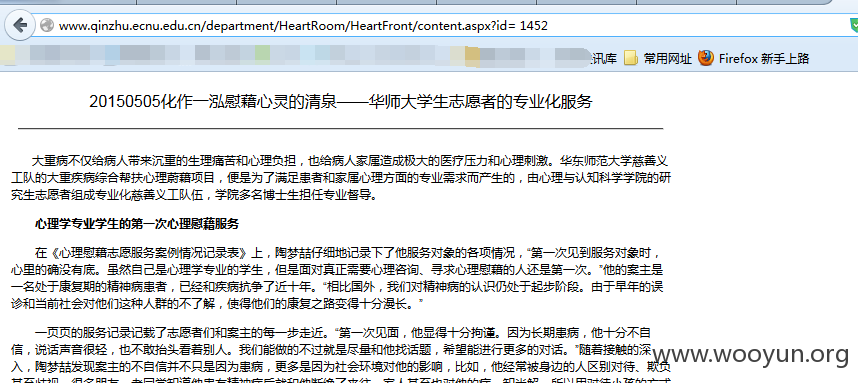 www.qinzhu.ecnu.edu.cn/department/HeartRoom/HeartFront/content.aspx?id= 1452
讯库 常用网址 Firefox 新手上路
20150505化作一泓慰藉心灵的清泉——华师大学生志愿者的专业化服务
大重病不仅给病人带来沉重的生理痛苦和心理负担，也给病人家属造成极大的医疗压力和心理刺激。华东师范大学慈善义
工队的大重疾病综合帮扶心理蔚藉项目，便是为了满足患者和家属心理方面的专业需求而产生的，由心理与认知科学学院的研
究生志愿者组成专业化慈善义工队伍，学院多名博士生担任专业督导。
心理学专业学生的第一次心理慰藉服务
在《心理慰藉志愿服务案例情况记录表》上，陶梦喆仔细地记录下了他服务对象的各项情况，“第一次见到服务对象时，
心里的确没有底。虽然自己是心理学专业的学生，但是面对真正需要心理咨询、寻求心理慰藉的人还是第一次。”他的案主是
一名处于康复期的精神病患者，已经和疾病抗争了近十年。“相比国外，我们对精神病的认识仍处于起步阶段。由于早年的误
诊和当前社会对他们这种人群的不了解，使得他们的康复之路变得十分漫长。”
一页页的服务记录记载了志愿者们和案主的每一步走近。“第一次见面，他显得十分拘谨。因为长期患病，他十分不自
信，说话声音很轻，也不敢抬头看着别人。我们能做的不过就是尽量和他找话题，希望能进行更多的对话。”随着接触的深
入，陶梦喆发现案主的不自信并不只是因为患病，更多是因为社会环境对他的影响，比如，他经常被身边的人区别对待、欺负
www.wooyun.org